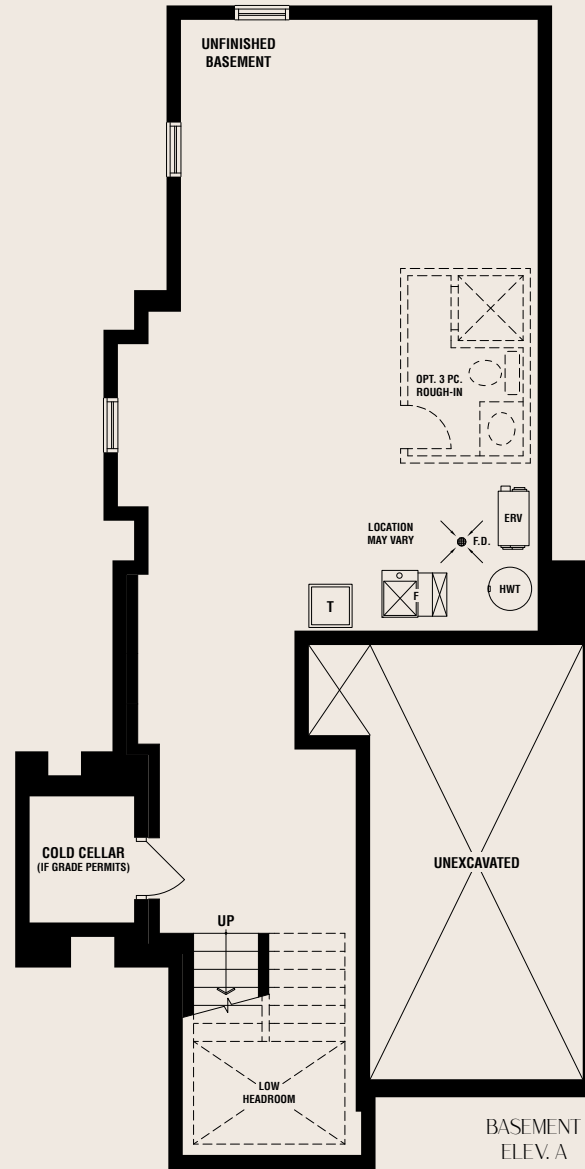 UNFINISHED
BASEMENT
OPT. 3 PC.
ROUGH-IN
LOCATION
MAY VARY
F.D.
ERV
HWT
F
T
COLD CELLAR
(IF GRADE PERMITS)
UNEXCAVATED
UP
LOW
HEADROOM
BASEMENT
ELEV. A